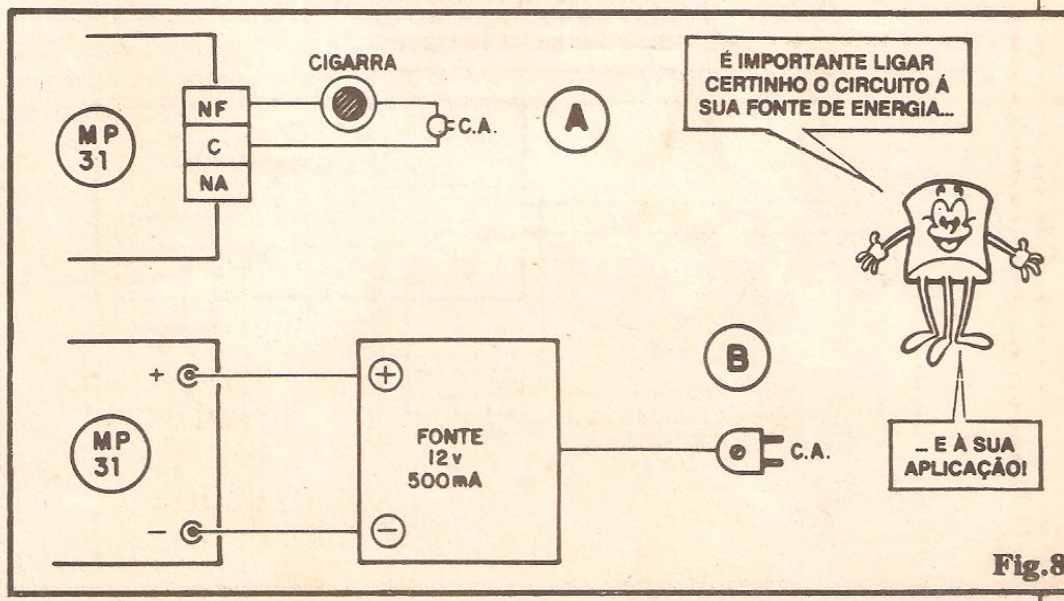 CIGARRA
MP
31
NF
C
NA
C.A.
A
É IMPORTANTE LIGAR
CERTINHO O CIRCUITO Á
SUA FONTE DE ENERGIA...
B
+
-
MP
31
+
-
FONTE
12v
500mA
C.A.
... E À SUA
APLICAÇÃO!
Fig.8